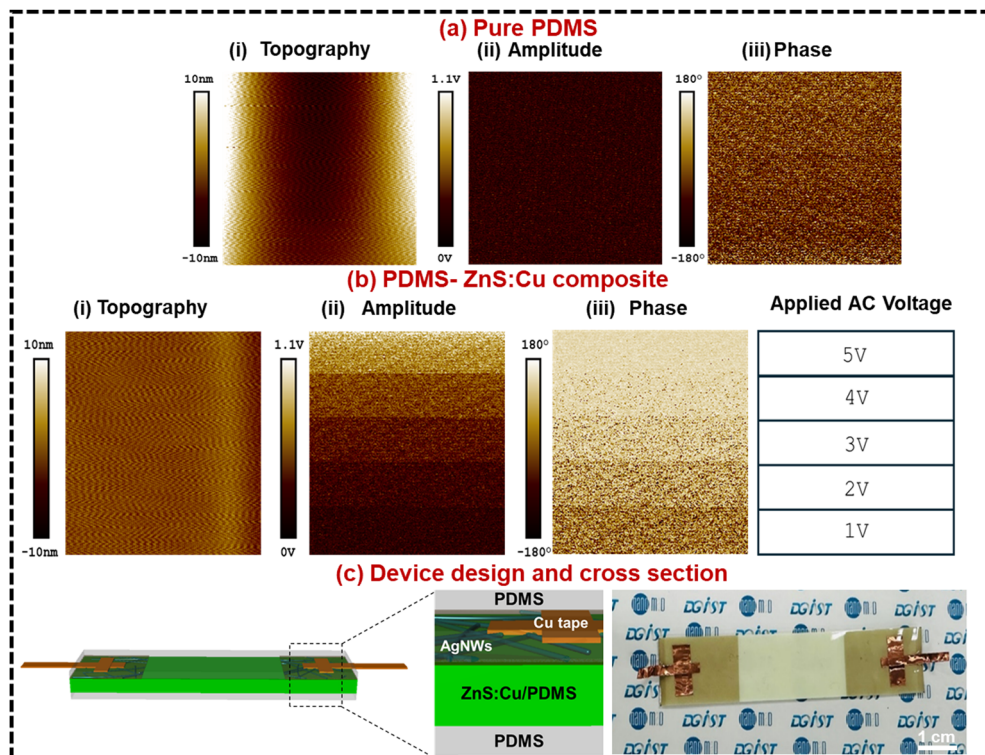 (a) Pure PDMS
(i) Topography
(ii) Amplitude
(iii) Phase
10nm
-10nm
1.1V
0V
180°
-180°
(b) PDMS- ZnS:Cu composite
(i) Topography
(ii) Amplitude
(iii) Phase
Applied AC Voltage
10nm
-10nm
1.1V
0V
180°
-180°
5V
4V
3V
2V
1V
(c) Device design and cross section
PDMS
Cu tape
AgNWs
ZnS:Cu/PDMS
PDMS
DGIST
DGIST
DGIST
1 cm